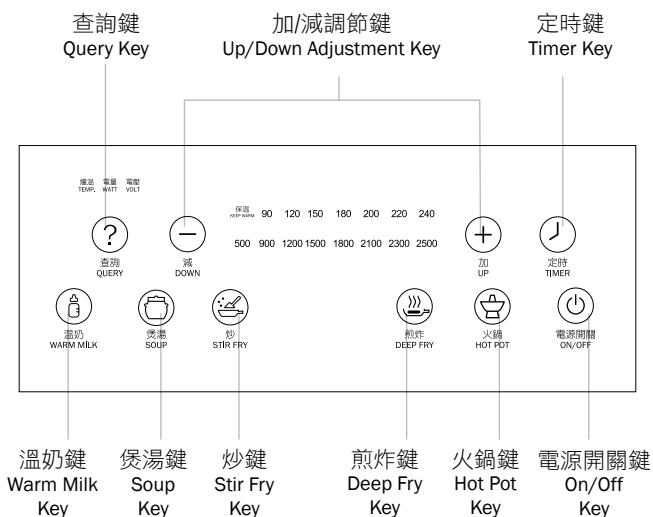 查詢鍵
Query Key
加/減調節鍵
Up/Down Adjustment Key
定時鍵
Timer Key
爐溫 電量 電壓
TEMP. WATT VOLT
保溫
KEEP WARM
90 120 150 180 200 220 240
500 900 1200 1500 1800 2100 2300 2500
?
查詢
QUERY
減
DOWN
加
UP
定時
TIMER
溫奶
WARM MILK
煲湯
SOUP
炒
STIR FRY
煎炸
DEEP FRY
火鍋
HOT POT
電源開關
ON/OFF
溫奶鍵
Warm Milk
Key
煲湯鍵
Soup
Key
炒鍵
Stir Fry
Key
煎炸鍵
Deep Fry
Key
火鍋鍵
Hot Pot
Key
電源開關鍵
On/Off
Key